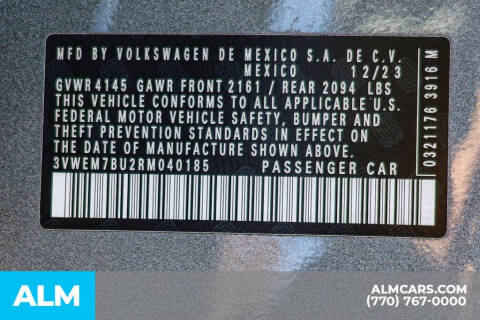 MFD BY VOLKSWAGEN DE MEXICO S.A. DE C.V.
MEXICO 12/23
GVWR 4145 GAWR FRONT 2161 / REAR 2094 LBS
THIS VEHICLE CONFORMS TO ALL APPLICABLE U.S.
FEDERAL MOTOR VEHICLE SAFETY, BUMPER AND
THEFT PREVENTION STANDARDS IN EFFECT ON
THE DATE OF MANUFACTURE SHOWN ABOVE.
3VWEM7BU2RM040185 PASSENGER CAR
0321176 3916 M
ALM
ALMCARS.COM
(770) 767-0000